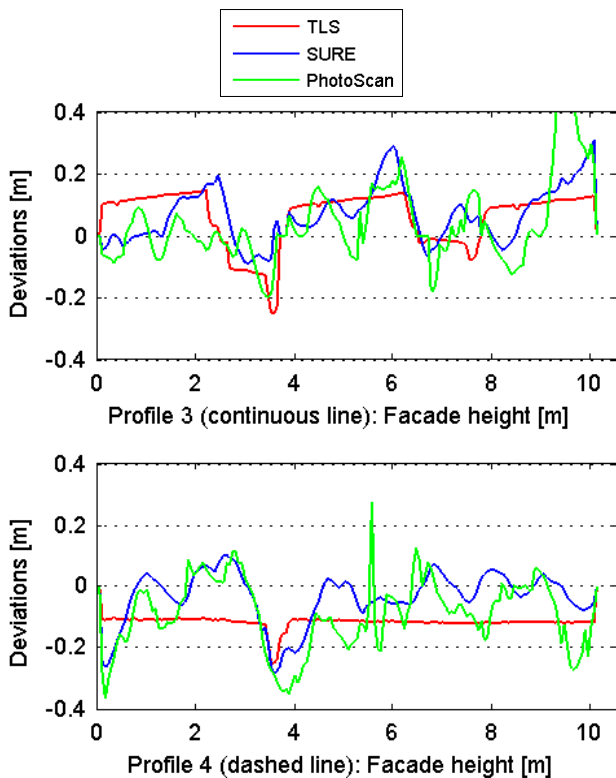 TLS
SURE
PhotoScan
0.4
0.2
0
-0.2
-0.4
Deviations [m]
0 2 4 6 8 10
Profile 3 (continuous line): Facade height [m]
0.4
0.2
0
-0.2
-0.4
Deviations [m]
0 2 4 6 8 10
Profile 4 (dashed line): Facade height [m]